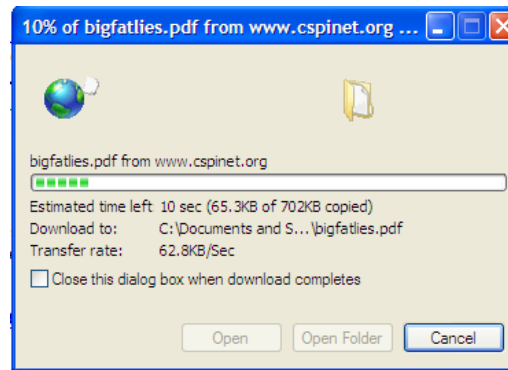 10% of bigfatlies.pdf from www.cspinet.org ...
bigfatlies.pdf from www.cspinet.org
Estimated time left 10 sec (65.3KB of 702KB copied)
Download to: C:\Documents and S...\bigfatlies.pdf
Transfer rate: 62.8KB/Sec
Close this dialog box when download completes
Open Open Folder Cancel